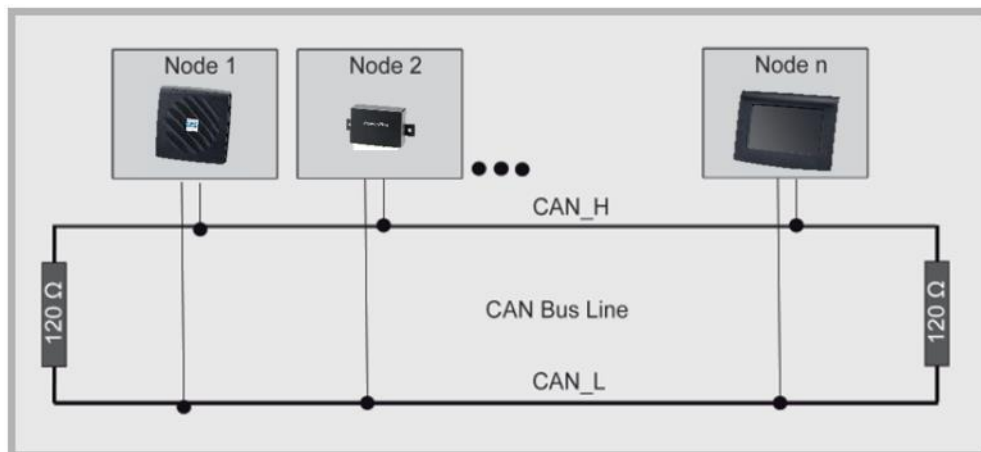 Node 1
Node 2
Node n
CAN_H
120 Ω
CAN Bus Line
120 Ω
CAN_L